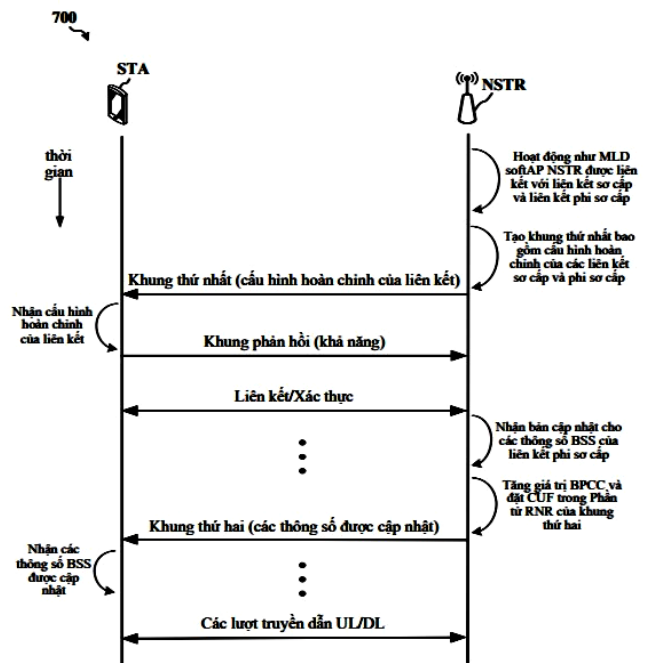 700
STA
NSTR
thời
gian
Hoạt động như MLD
softAP NSTR được liên
kết với liên kết sơ cấp
và liên kết phi sơ cấp
Tạo khung thứ nhất bao
gồm cấu hình hoàn
chỉnh của các liên kết
sơ cấp và phi sơ cấp
Khung thứ nhất (cấu hình hoàn chỉnh của liên kết)
Nhận cấu hình
hoàn chỉnh
của liên kết
Khung phản hồi (khả năng)
Liên kết/Xác thực
Nhận bản cập nhật cho
các thông số BSS của
liên kết phi sơ cấp
Tăng giá trị BPCC và
đặt CUF trong Phần
tử RNR của khung
thứ hai
Khung thứ hai (các thông số được cập nhật)
Nhận các
thông số BSS
được cập
nhật
Các lượt truyền dẫn UL/DL